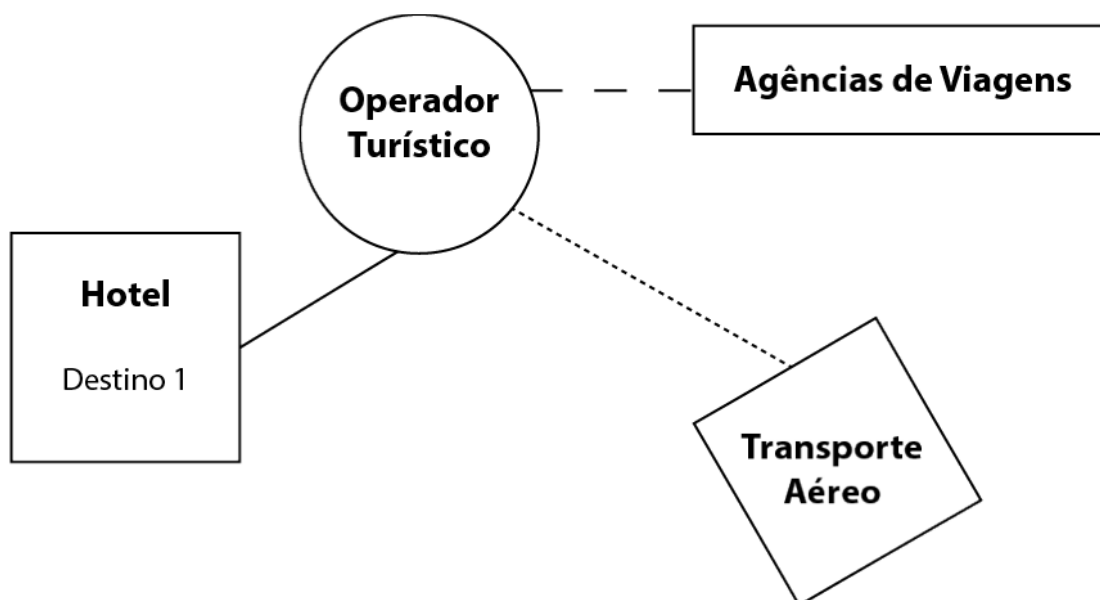 Operador
Turístico
Agências de Viagens
Hotel
Destino 1
Transporte
Aéreo